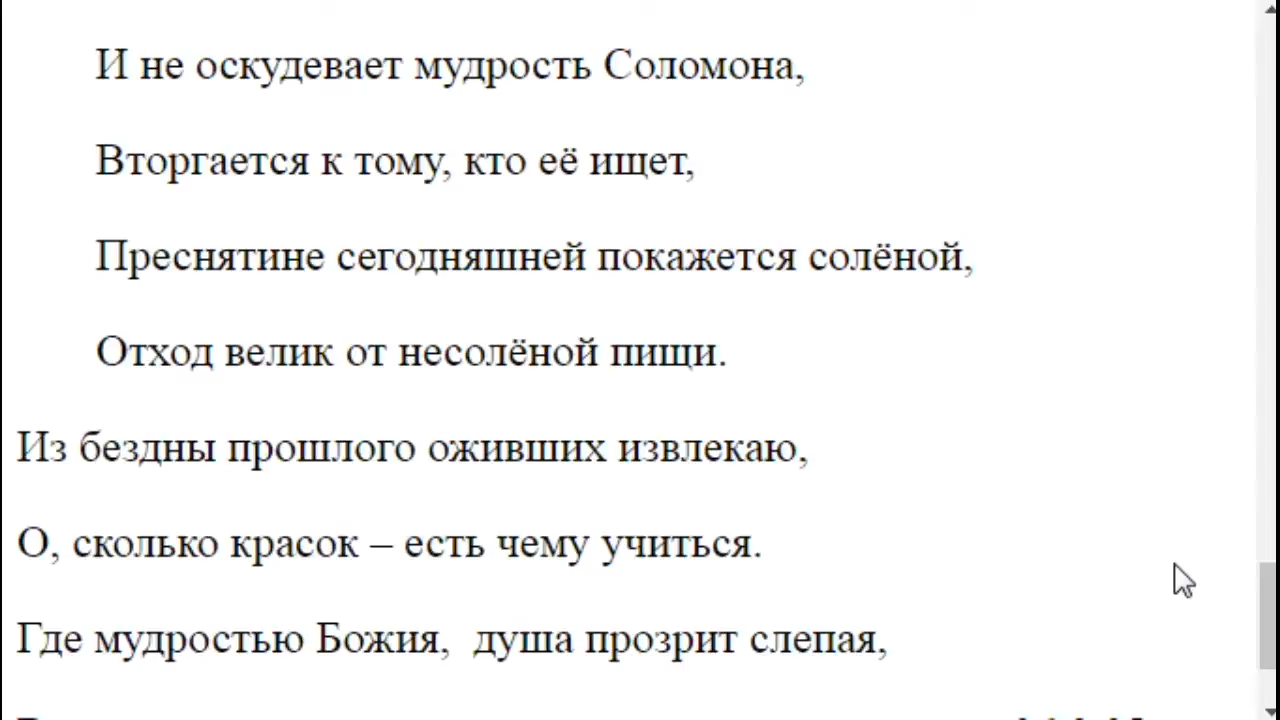 И не оскудевает мудрость Соломона,
Вторгается к тому, кто её ищет,
Преснятине сегодняшней покажется солёной,
Отход велик от несолёной пищи.
Из бездны прошлого оживших извлекаю,
О, сколько красок – есть чему учиться.
Где мудростью Божия,  душа прозрит слепая,